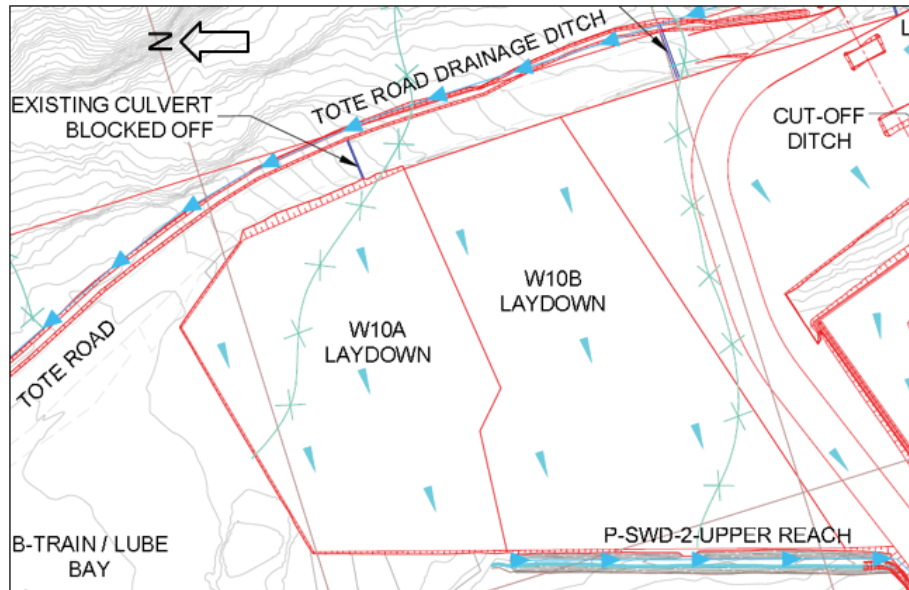 N
TOTE ROAD DRAINAGE DITCH
L
EXISTING CULVERT
BLOCKED OFF
CUT-OFF
DITCH
W10B
LAYDOWN
W10A
LAYDOWN
TOTE ROAD
P-SWD-2-UPPER REACH
B-TRAIN / LUBE
BAY